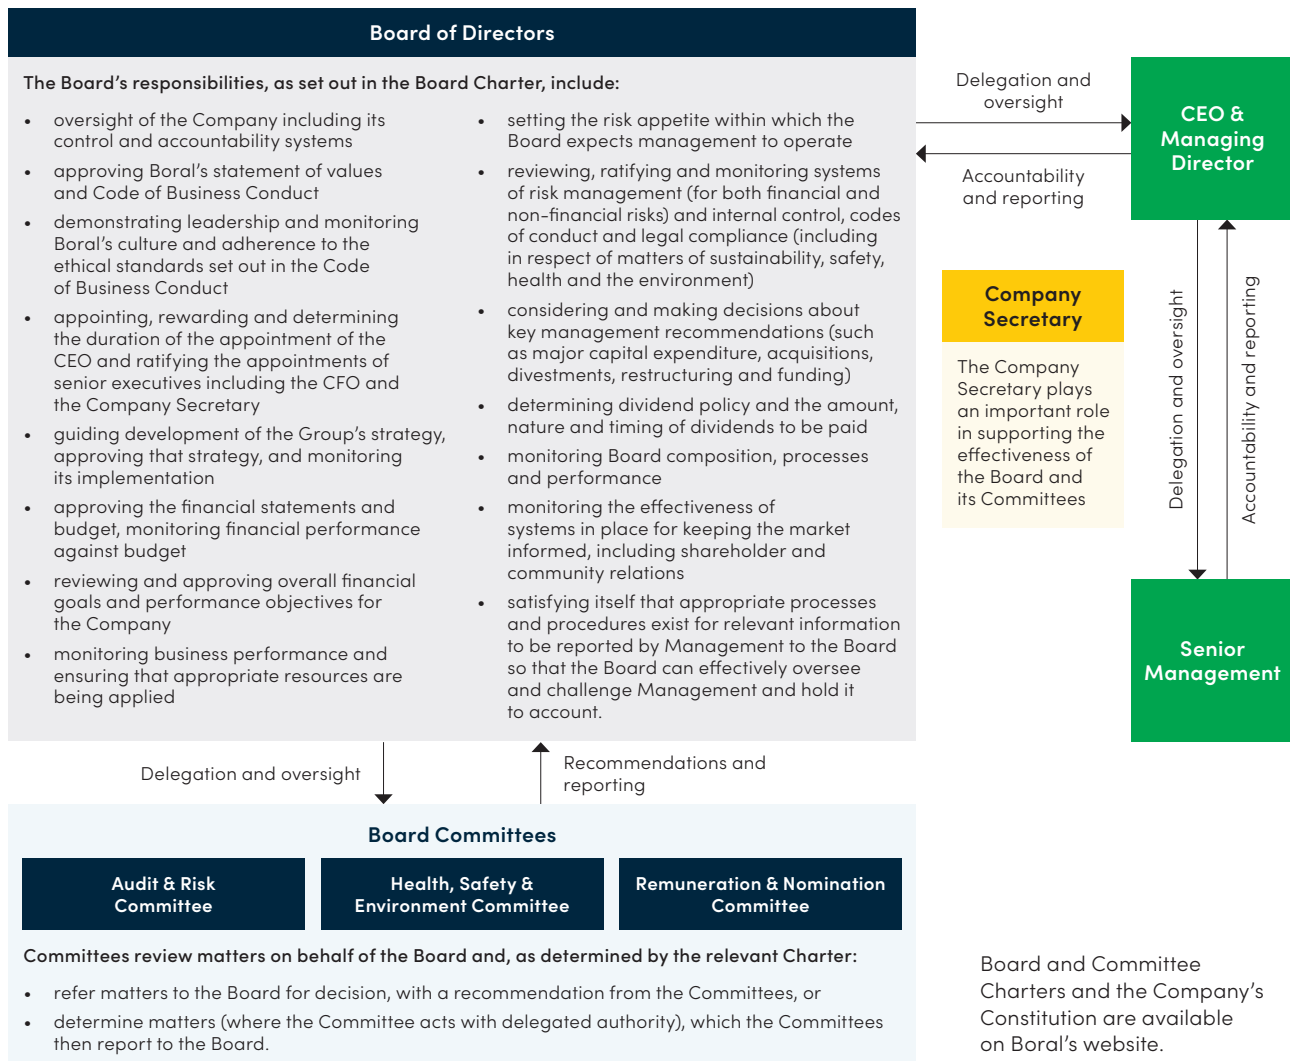 Board of Directors
The Board’s responsibilities, as set out in the Board Charter, include:
• oversight of the Company including its
control and accountability systems
• approving Boral’s statement of values
and Code of Business Conduct
• demonstrating leadership and monitoring
Boral’s culture and adherence to the
ethical standards set out in the Code
of Business Conduct
• appointing, rewarding and determining
the duration of the appointment of the
CEO and ratifying the appointments of
senior executives including the CFO and
the Company Secretary
• guiding development of the Group’s strategy,
approving that strategy, and monitoring
its implementation
• approving the financial statements and
budget, monitoring financial performance
against budget
• reviewing and approving overall financial
goals and performance objectives for
the Company
• monitoring business performance and
ensuring that appropriate resources are
being applied
• setting the risk appetite within which the
Board expects management to operate
• reviewing, ratifying and monitoring systems
of risk management (for both financial and
non-financial risks) and internal control, codes
of conduct and legal compliance (including
in respect of matters of sustainability, safety,
health and the environment)
• considering and making decisions about
key management recommendations (such
as major capital expenditure, acquisitions,
divestments, restructuring and funding)
• determining dividend policy and the amount,
nature and timing of dividends to be paid
• monitoring Board composition, processes
and performance
• monitoring the effectiveness of
systems in place for keeping the market
informed, including shareholder and
community relations
• satisfying itself that appropriate processes
and procedures exist for relevant information
to be reported by Management to the Board
so that the Board can effectively oversee
and challenge Management and hold it
to account.
Delegation and
oversight
Accountability
and reporting
CEO &
Managing
Director
Company
Secretary
The Company
Secretary plays
an important role
in supporting the
effectiveness of
the Board and
its Committees
Delegation and oversight
Accountability and reporting
Senior
Management
Delegation and oversight
Recommendations and
reporting
Board Committees
Audit & Risk
Committee
Health, Safety &
Environment Committee
Remuneration & Nomination
Committee
Committees review matters on behalf of the Board and, as determined by the relevant Charter:
• refer matters to the Board for decision, with a recommendation from the Committees, or
• determine matters (where the Committee acts with delegated authority), which the Committees
then report to the Board.
Board and Committee
Charters and the Company’s
Constitution are available
on Boral’s website.